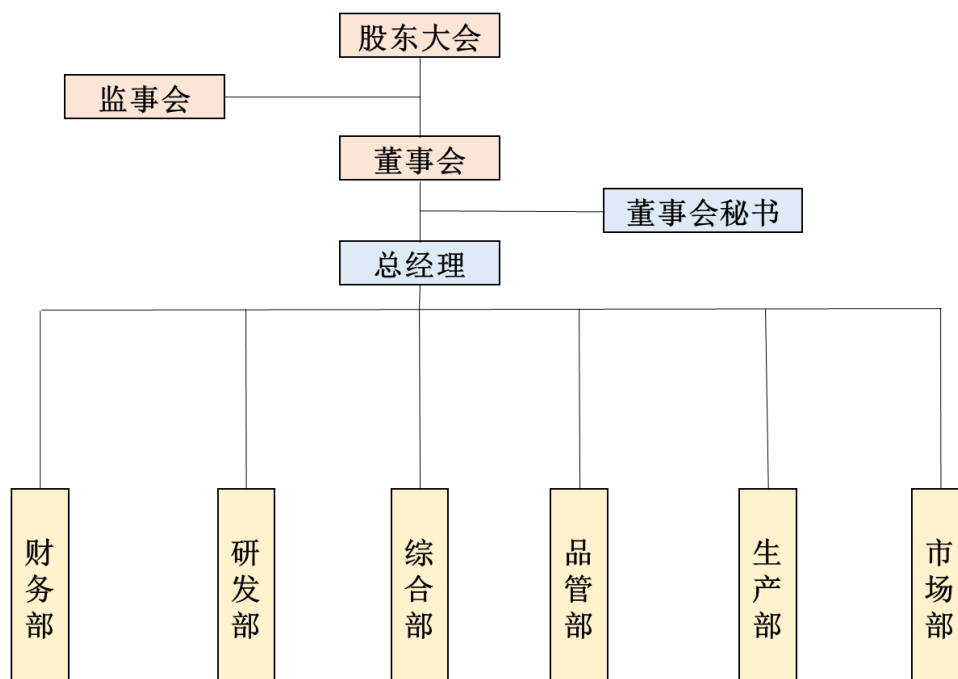 股东大会
监事会
董事会
董事会秘书
总经理
财务部
研发部
综合部
品管部
生产部
市场部